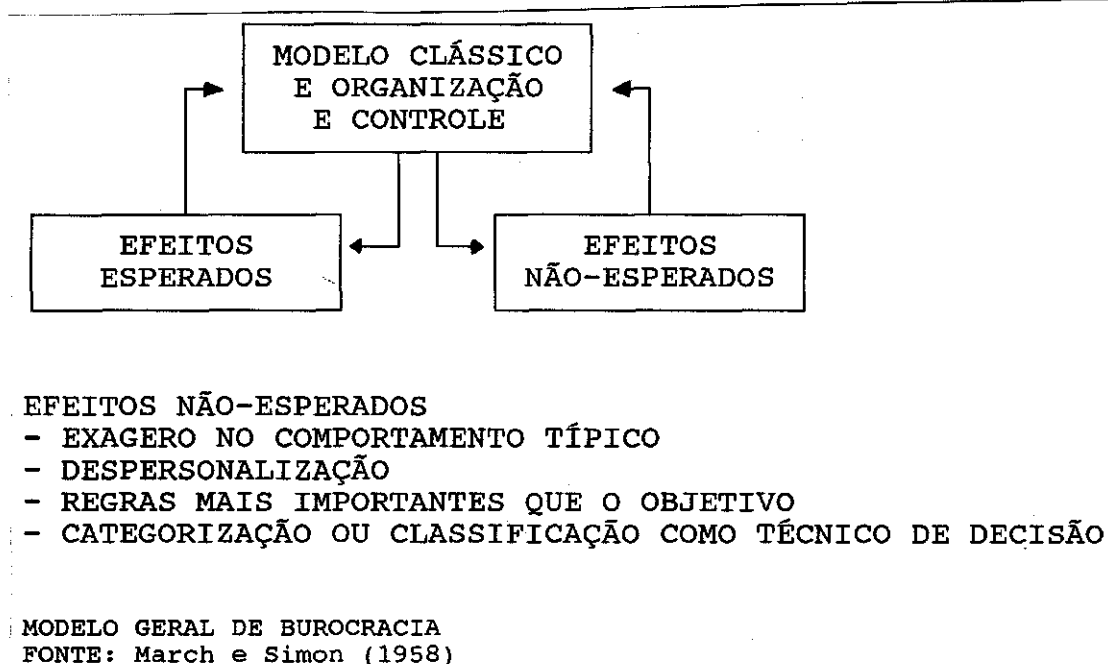 MODELO CLÁSSICO
E ORGANIZAÇÃO
E CONTROLE
EFEITOS
ESPERADOS
EFEITOS
NÃO-ESPERADOS
EFEITOS NÃO-ESPERADOS
- EXAGERO NO COMPORTAMENTO TÍPICO
- DESPERSONALIZAÇÃO
- REGRAS MAIS IMPORTANTES QUE O OBJETIVO
- CATEGORIZAÇÃO OU CLASSIFICAÇÃO COMO TÉCNICO DE DECISÃO
MODELO GERAL DE BUROCRACIA
FONTE: March e Simon (1958)